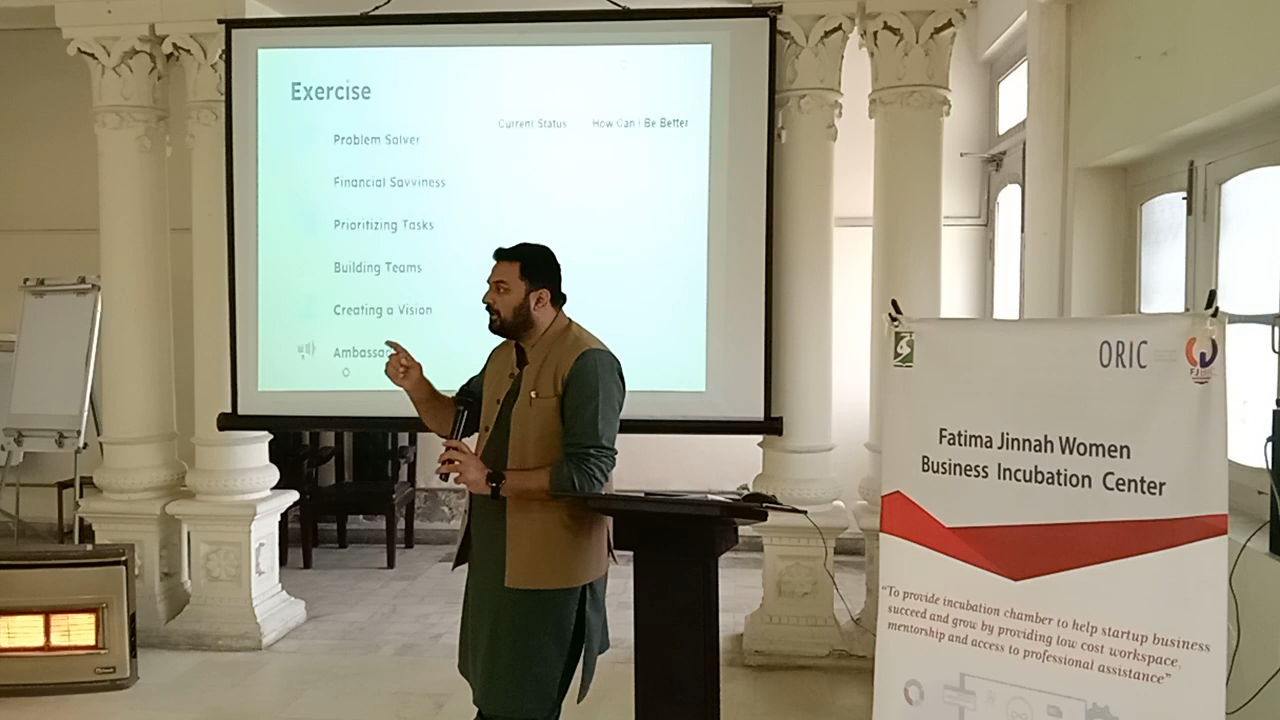 Exercise
Current Status
How Can I Be Better
Problem Solver
Financial Savviness
Prioritizing Tasks
Building Teams
Creating a Vision
Ambassac
ORIC
FJ
Fatima Jinnah Women
Business Incubation Center
“To provide incubation chamber to help startup business
succeed and grow by providing low cost workspace,
mentorship and access to professional assistance”